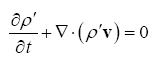 ∂ρ′/∂t + ∇·(ρ′v) = 0